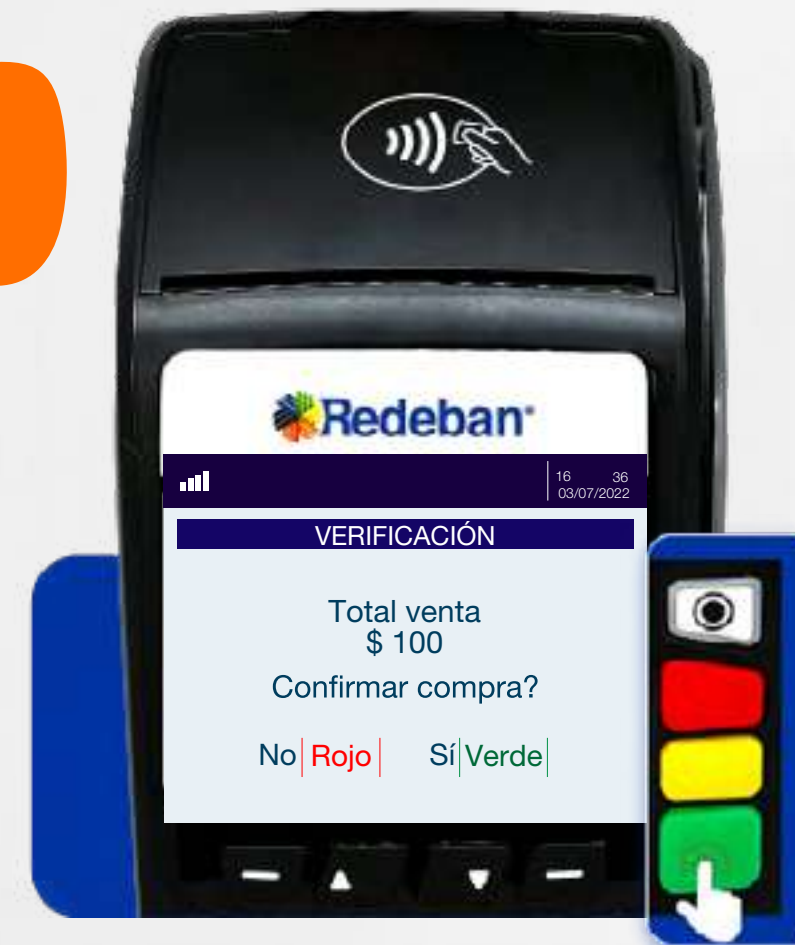 Redeban
16 36
03/07/2022
VERIFICACIÓN
Total venta
$ 100
Confirmar compra?
No Rojo Sí Verde